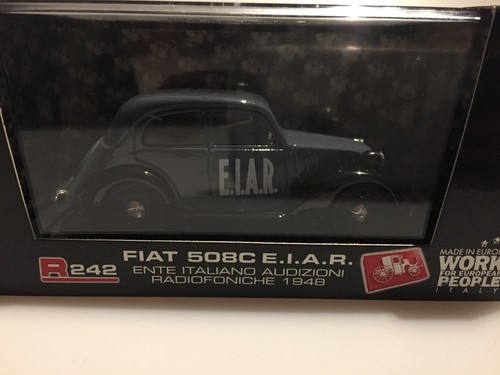 E.I.A.R.
R242
FIAT 508C E.I.A.R.
ENTE ITALIANO AUDIZIONI
RADIOFONICHE 1948
MADE IN EUROPE
WORK
FOR EUROPEAN
PEOPLE
ITALY